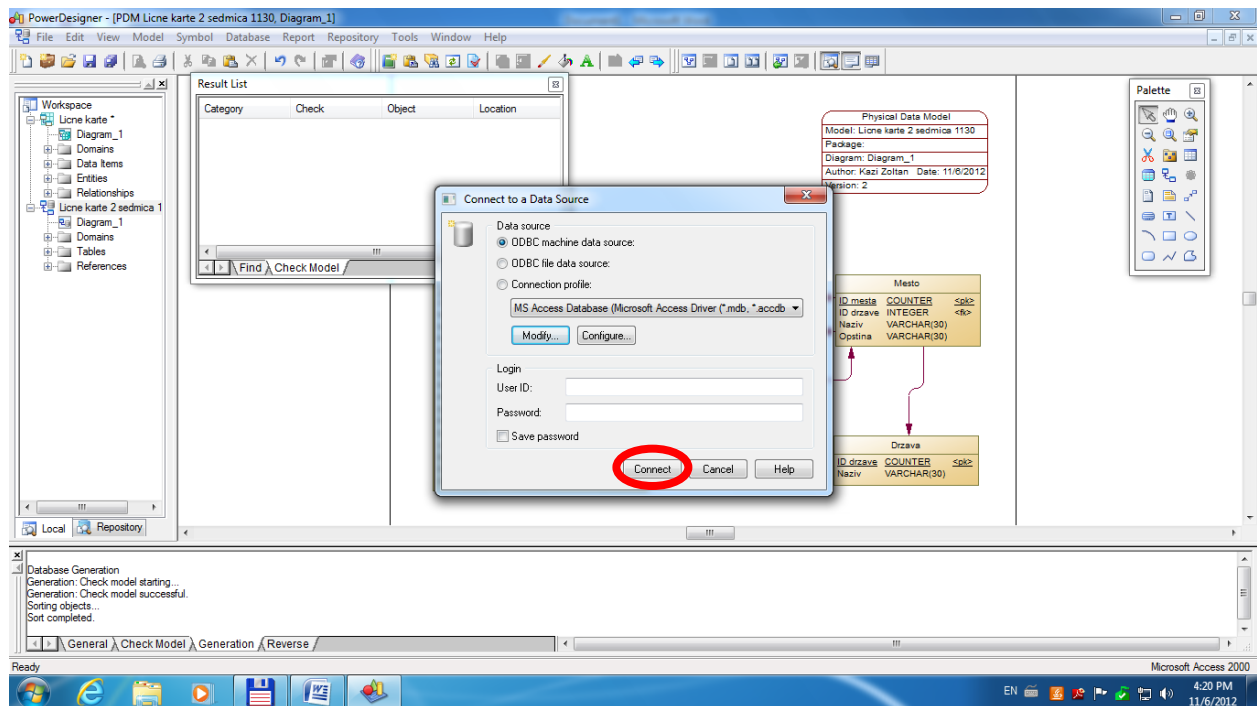 PowerDesigner - [PDM Licne karte 2 sedmica 1130, Diagram_1]
File Edit View Model Symbol Database Report Repository Tools Window Help
Workspace
Licne karte *
Diagram_1
Domains
Data Items
Entities
Relationships
Licne karte 2 sedmica 1
Diagram_1
Domains
Tables
References
Local Repository
Result List
Category Check Object Location
Find Check Model
Physical Data Model
Model: Licne karte 2 sedmica 1130
Package:
Diagram: Diagram_1
Author: Kazi Zoltan Date: 11/6/2012
Version: 2
Palette
Connect to a Data Source
Data source
ODBC machine data source:
ODBC file data source:
Connection profile:
MS Access Database (Microsoft Access Driver (*.mdb, *.accdb
Modify... Configure...
Login
User ID:
Password:
Save password
Connect Cancel Help
Mesto
ID mesta COUNTER <pk>
ID drzave INTEGER <fk>
Naziv VARCHAR(30)
Opstina VARCHAR(30)
Drzava
ID drzave COUNTER <pk>
Naziv VARCHAR(30)
Database Generation
Generation: Check model starting...
Generation: Check model successful.
Sorting objects...
Sort completed.
General Check Model Generation Reverse
Ready Microsoft Access 2000
EN 4:20 PM
11/6/2012